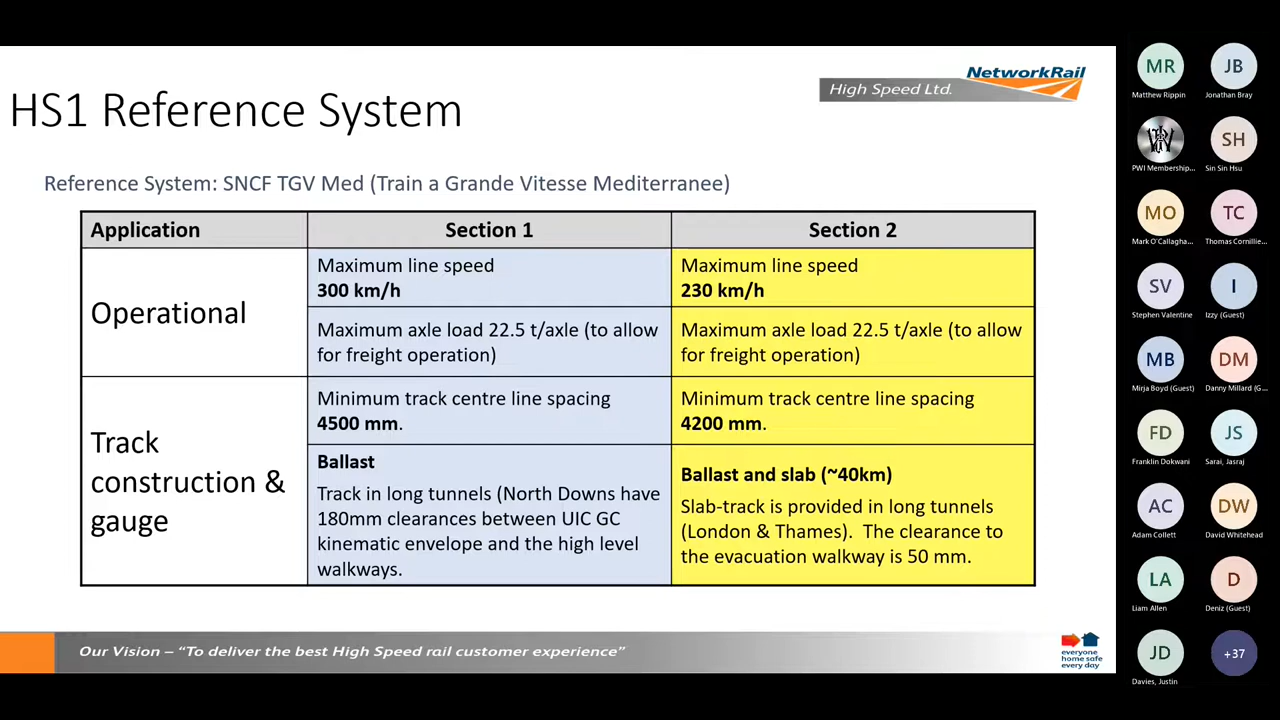 NetworkRail
High Speed Ltd.
HS1 Reference System
Reference System: SNCF TGV Med (Train a Grande Vitesse Mediterranee)
Application
Section 1
Section 2
Operational
Maximum line speed
300 km/h
Maximum line speed
230 km/h
Maximum axle load 22.5 t/axle (to allow
for freight operation)
Maximum axle load 22.5 t/axle (to allow
for freight operation)
Track
construction &
gauge
Minimum track centre line spacing
4500 mm.
Minimum track centre line spacing
4200 mm.
Ballast
Track in long tunnels (North Downs have
180mm clearances between UIC GC
kinematic envelope and the high level
walkways.
Ballast and slab (~40km)
Slab-track is provided in long tunnels
(London & Thames). The clearance to
the evacuation walkway is 50 mm.
Our Vision – “To deliver the best High Speed rail customer experience”
everyone
home safe
every day
MR
Matthew Rippin
JB
Jonathan Bray
PWI Membership...
SH
Sin Sin Hsu
MO
Mark O'Callagha...
TC
Thomas Cornillie...
SV
Stephen Valentine
I
Izzy (Guest)
MB
Mirja Boyd (Guest)
DM
Danny Millard (G...
FD
Franklin Dokwani
JS
Sarai, Jasraj
AC
Adam Collett
DW
David Whitehead
LA
Liam Allen
D
Deniz (Guest)
JD
Davies, Justin
+37